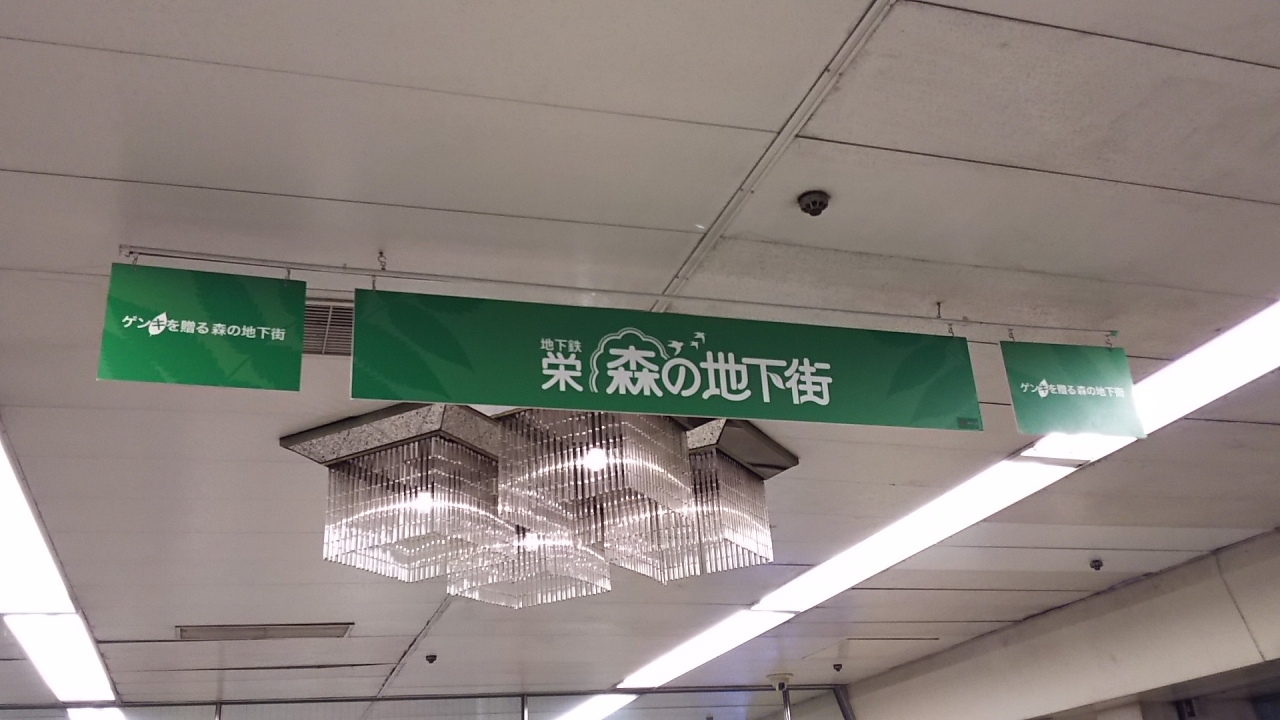 ゲンキを贈る森の地下街
地下鉄
栄 森の地下街
ゲンキを贈る森の地下街